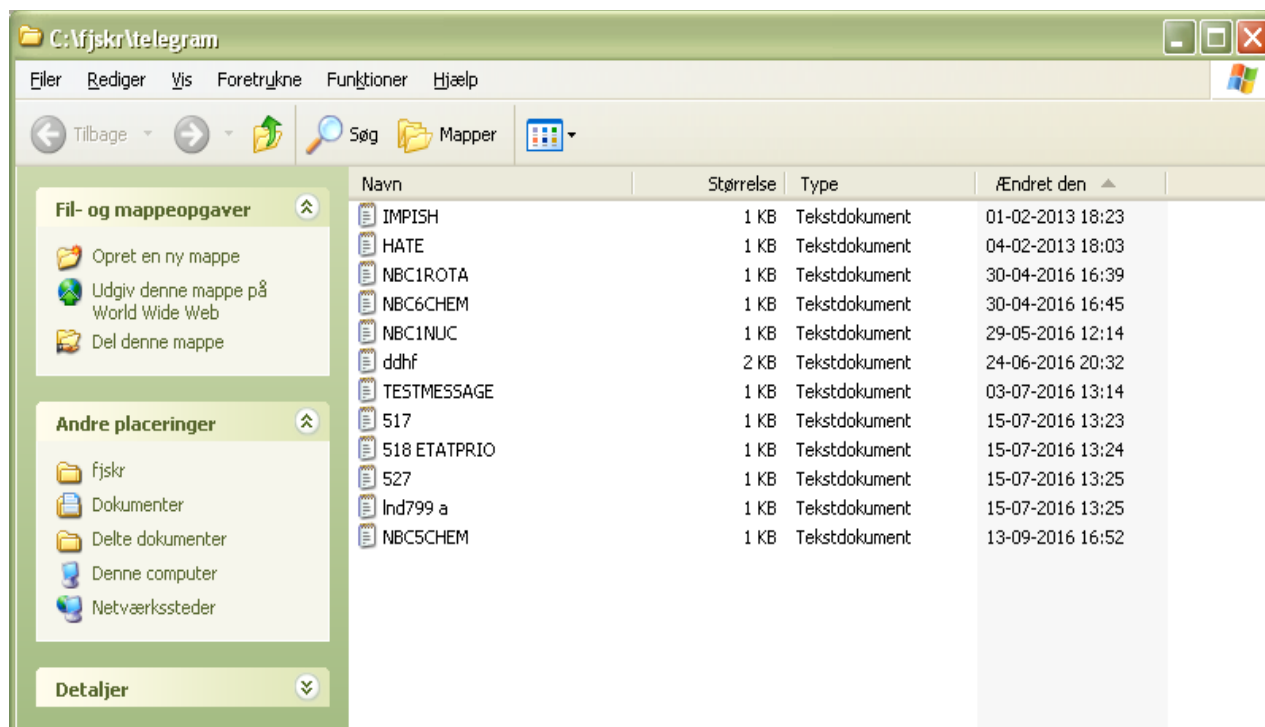 C:\fjskr\telegram
Filer Rediger Vis Foretrukne Funktioner Hjælp
Tilbage Søg Mapper
Navn Størrelse Type Ændret den
Fil- og mappeopgaver
Opret en ny mappe
Udgiv denne mappe på
World Wide Web
Del denne mappe
Andre placeringer
fjskr
Dokumenter
Delte dokumenter
Denne computer
Netværkssteder
Detaljer
IMPISH 1 KB Tekstdokument 01-02-2013 18:23
HATE 1 KB Tekstdokument 04-02-2013 18:03
NBC1ROTA 1 KB Tekstdokument 30-04-2016 16:39
NBC6CHEM 1 KB Tekstdokument 30-04-2016 16:45
NBC1NUC 1 KB Tekstdokument 29-05-2016 12:14
ddhf 2 KB Tekstdokument 24-06-2016 20:32
TESTMESSAGE 1 KB Tekstdokument 03-07-2016 13:14
517 1 KB Tekstdokument 15-07-2016 13:23
518 ETATPRIO 1 KB Tekstdokument 15-07-2016 13:24
527 1 KB Tekstdokument 15-07-2016 13:25
lnd799 a 1 KB Tekstdokument 15-07-2016 13:25
NBC5CHEM 1 KB Tekstdokument 13-09-2016 16:52